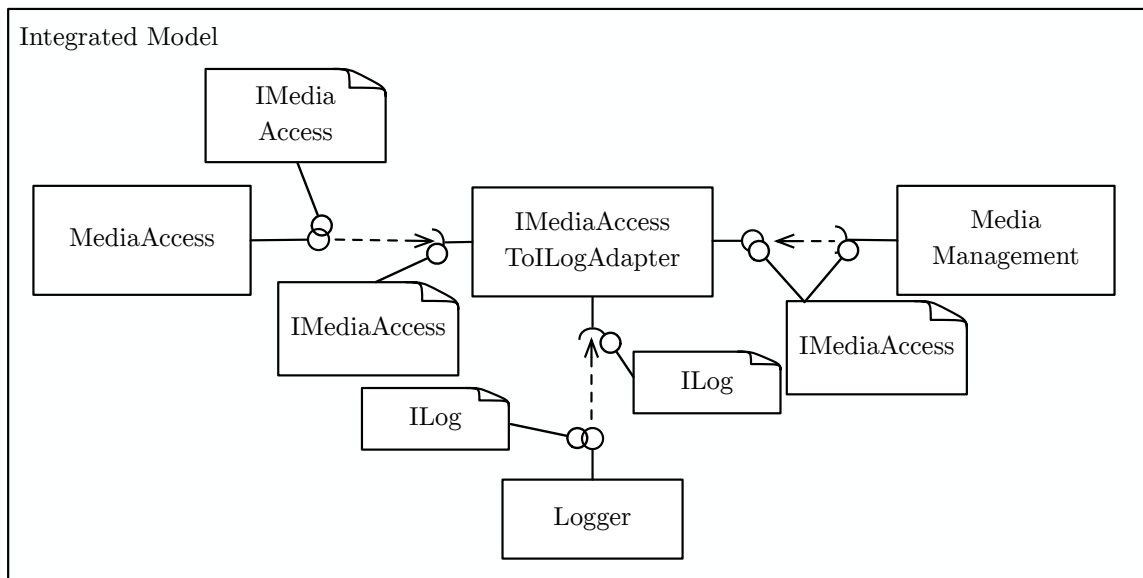 Integrated Model
IMedia
Access
MediaAccess
IMediaAccess
ToILogAdapter
Media
Management
IMediaAccess
IMediaAccess
ILog
ILog
Logger